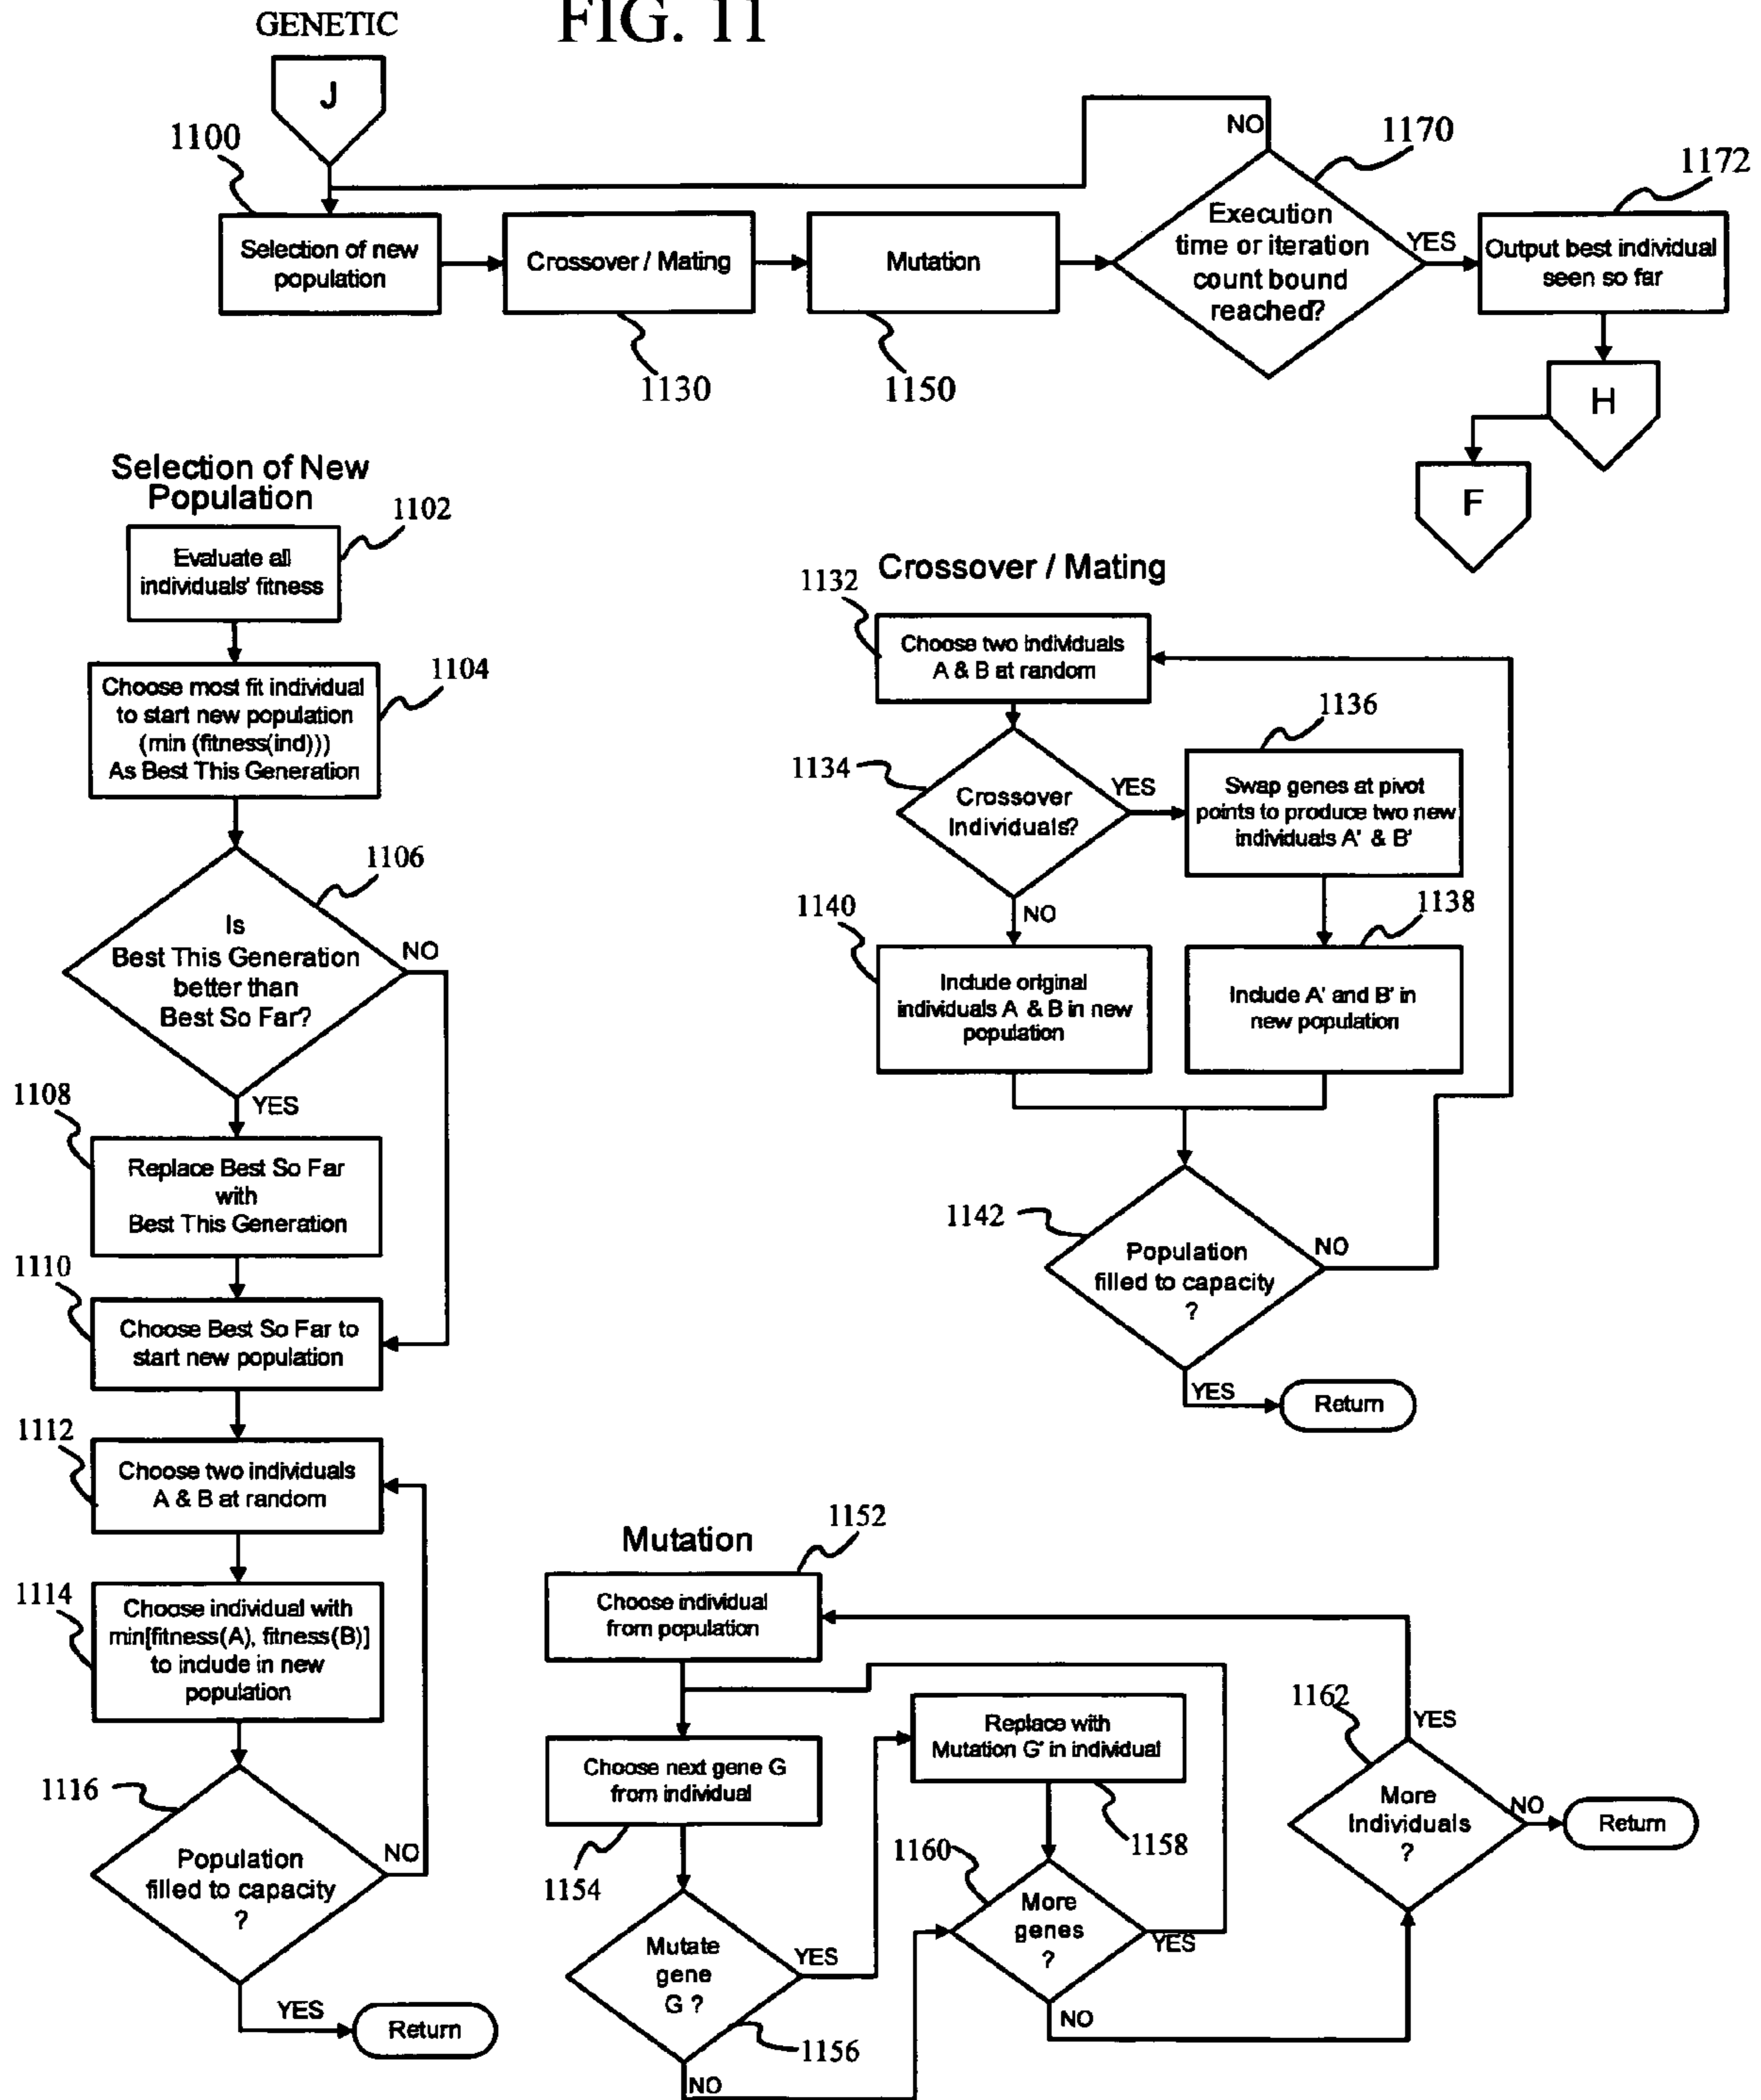 FIG. 11
GENETIC
J
1100
Selection of new
population
Crossover / Mating
1130
Mutation
1150
NO
1170
Execution
time or iteration
count bound
reached?
YES
1172
Output best individual
seen so far
H
F
Selection of New
Population
1102
Evaluate all
individuals' fitness
1104
Choose most fit individual
to start new population
(min (fitness(ind)))
As Best This Generation
1106
Is
Best This Generation
better than
Best So Far?
NO
YES
1108
Replace Best So Far
with
Best This Generation
1110
Choose Best So Far to
start new population
1112
Choose two individuals
A & B at random
1114
Choose individual with
min[fitness(A), fitness(B)]
to include in new
population
1116
Population
filled to capacity
?
NO
YES
Return
Crossover / Mating
1132
Choose two individuals
A & B at random
1134
Crossover
Individuals?
YES
1136
Swap genes at pivot
points to produce two new
individuals A' & B'
NO
1140
Include original
individuals A & B in new
population
1138
Include A' and B' in
new population
1142
Population
filled to capacity
?
NO
YES
Return
Mutation
1152
Choose individual
from population
Choose next gene G
from individual
1154
Mutate
gene
G ?
YES
1156
NO
Replace with
Mutation G' in individual
1158
1160
More
genes
?
YES
NO
1162
More
Individuals
?
YES
NO
Return